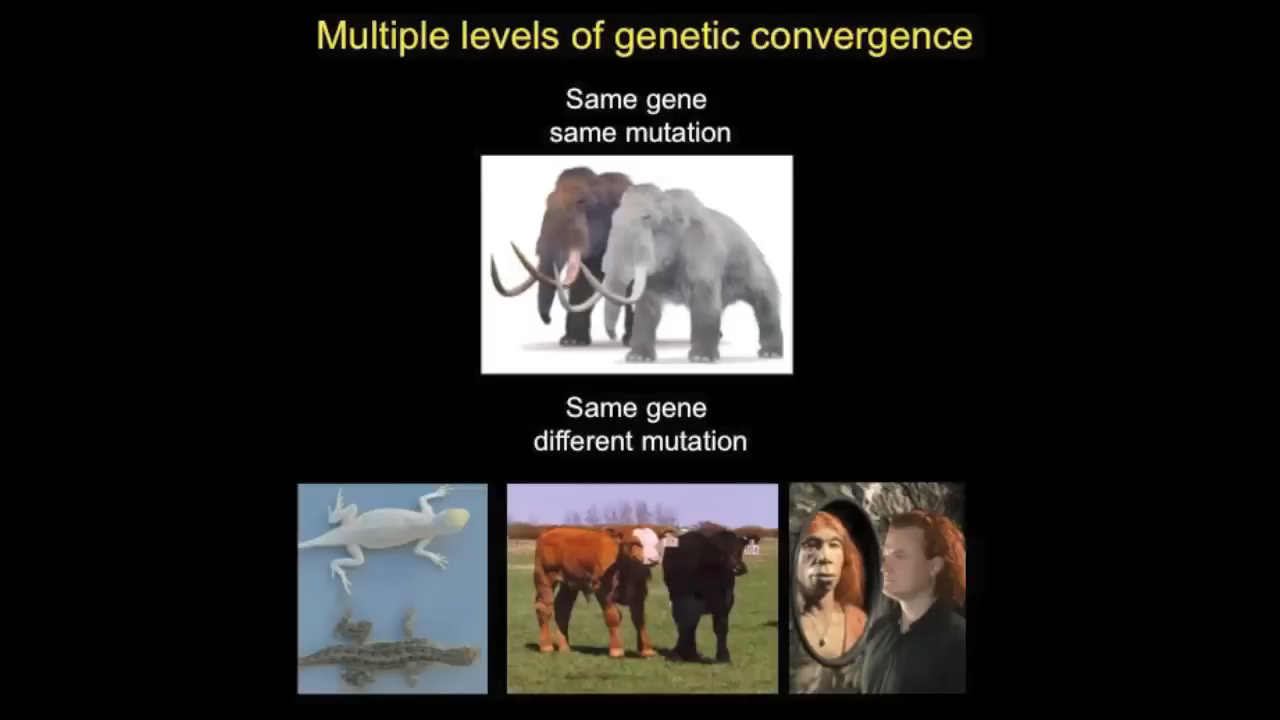 Multiple levels of genetic convergence
Same gene
same mutation
Same gene
different mutation